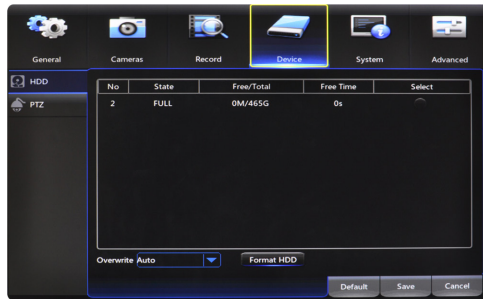 General Cameras Record Device System Advanced
HDD
PTZ
No State Free/Total Free Time Select
2 FULL 0M/465G 0s
Overwrite Auto Format HDD
Default Save Cancel